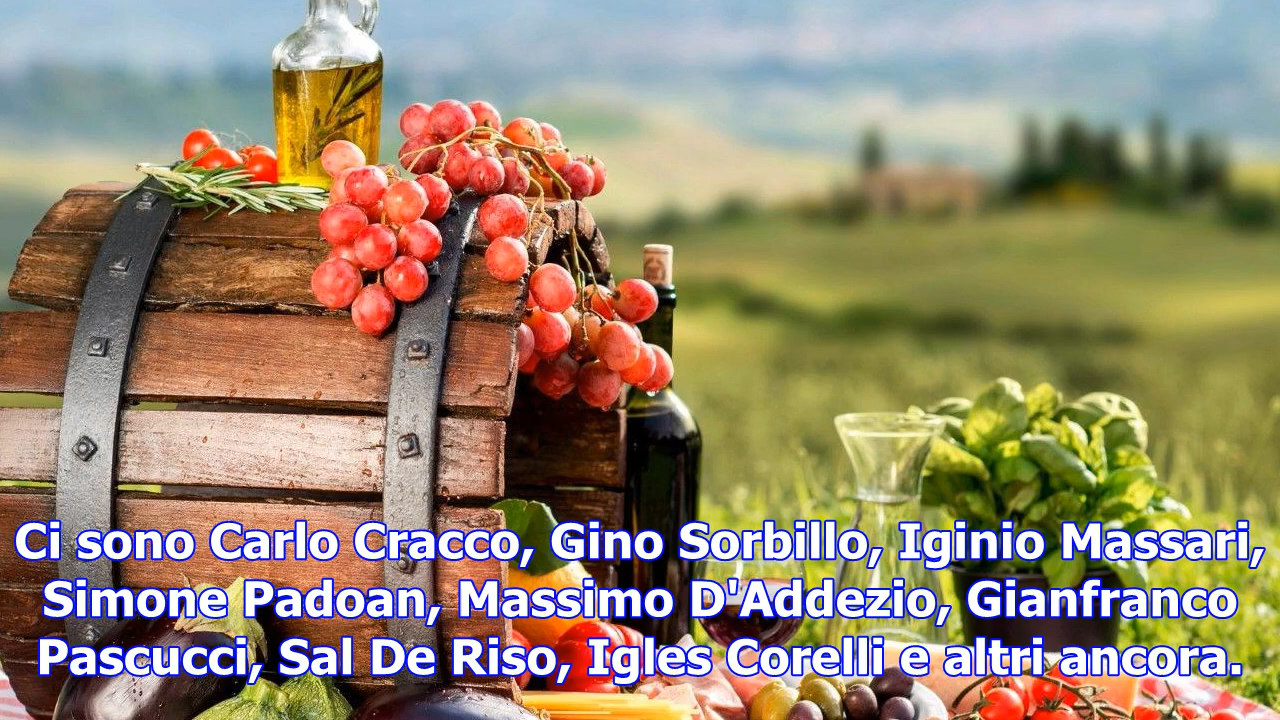 Ci sono Carlo Cracco, Gino Sorbillo, Iginio Massari,
Simone Padoan, Massimo D'Addezio, Gianfranco
Pascucci, Sal De Riso, Igles Corelli e altri ancora.